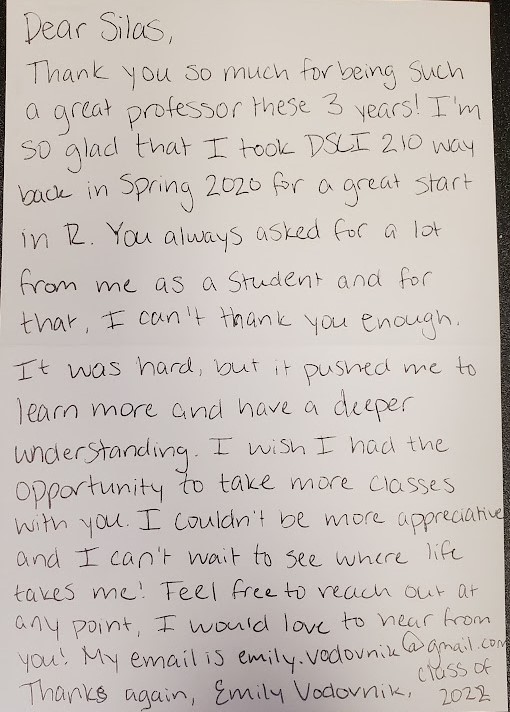 Dear Silas,
Thank you so much for being such
a great professor these 3 years! I'm
so glad that I took DSCI 210 way
back in Spring 2020 for a great start
in R. You always asked for a lot
from me as a student and for
that, I can't thank you enough.
It was hard, but it pushed me to
learn more and have a deeper
understanding. I wish I had the
opportunity to take more classes
with you. I couldn't be more appreciative
and I can't wait to see where life
takes me! Feel free to reach out at
any point, I would love to hear from
you! My email is emily.vodovnik@gmail.com
Thanks again, Emily Vodovnik, class of
2022